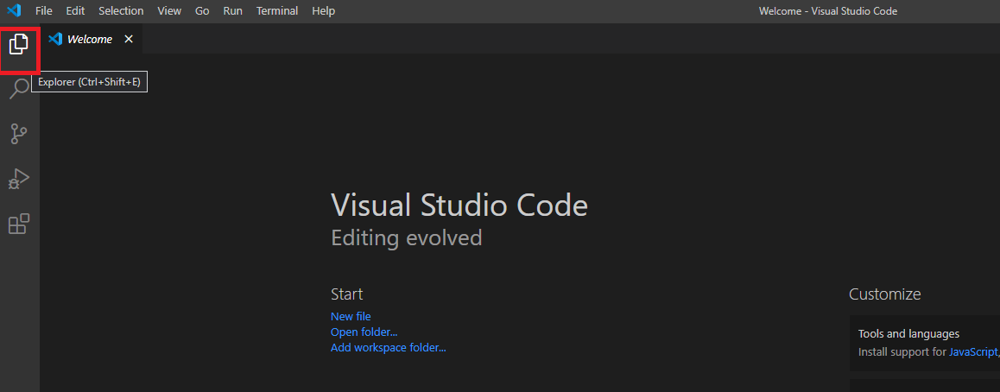 File Edit Selection View Go Run Terminal Help Welcome - Visual Studio Code
Welcome
Explorer (Ctrl+Shift+E)
Visual Studio Code
Editing evolved
Start
New file
Open folder...
Add workspace folder...
Customize
Tools and languages
Install support for JavaScript,